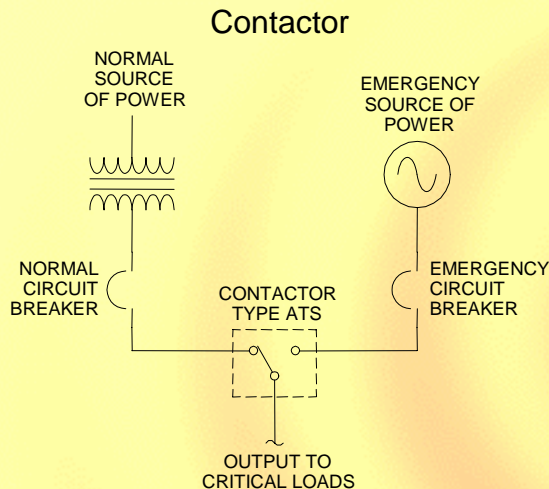 Contactor
NORMAL
SOURCE
OF POWER
EMERGENCY
SOURCE OF
POWER
NORMAL
CIRCUIT
BREAKER
CONTACTOR
TYPE ATS
EMERGENCY
CIRCUIT
BREAKER
OUTPUT TO
CRITICAL LOADS